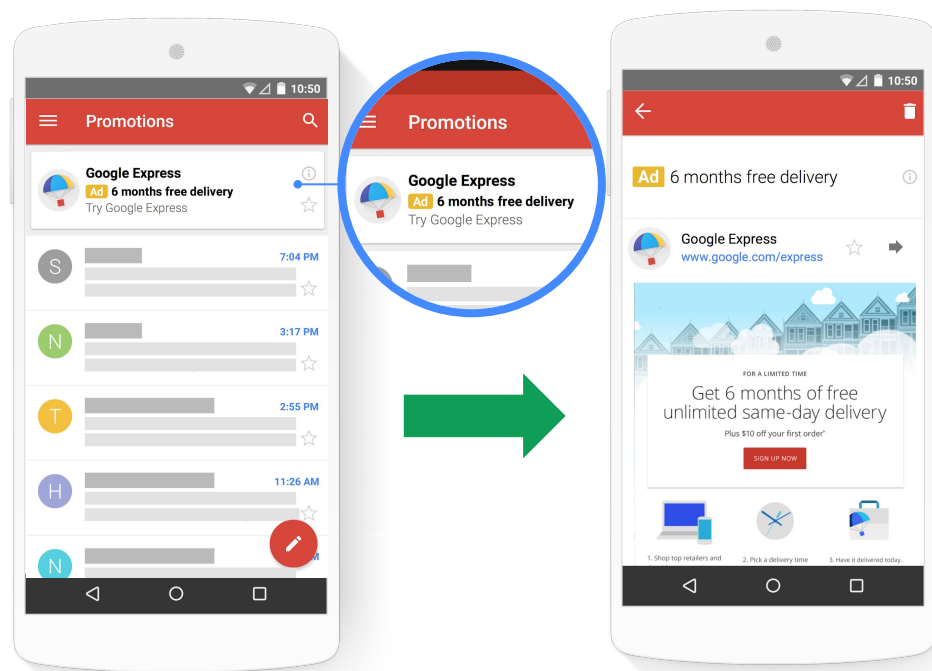 10:50
Promotions
Google Express
Ad 6 months free delivery
Try Google Express
S
7:04 PM
N
3:17 PM
T
2:55 PM
H
11:26 AM
N
M
Promotions
Google Express
Ad 6 months free delivery
Try Google Express
10:50
Ad 6 months free delivery
Google Express
www.google.com/express
FOR A LIMITED TIME
Get 6 months of free
unlimited same-day delivery
Plus $10 off your first order*
SIGN UP NOW
1. Shop top retailers and
2. Pick a delivery time
3. Have it delivered today.